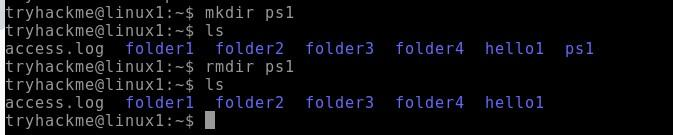 tryhackme@linux1:~$ mkdir ps1
tryhackme@linux1:~$ ls
access.log folder1 folder2 folder3 folder4 hello1 ps1
tryhackme@linux1:~$ rmdir ps1
tryhackme@linux1:~$ ls
access.log folder1 folder2 folder3 folder4 hello1
tryhackme@linux1:~$